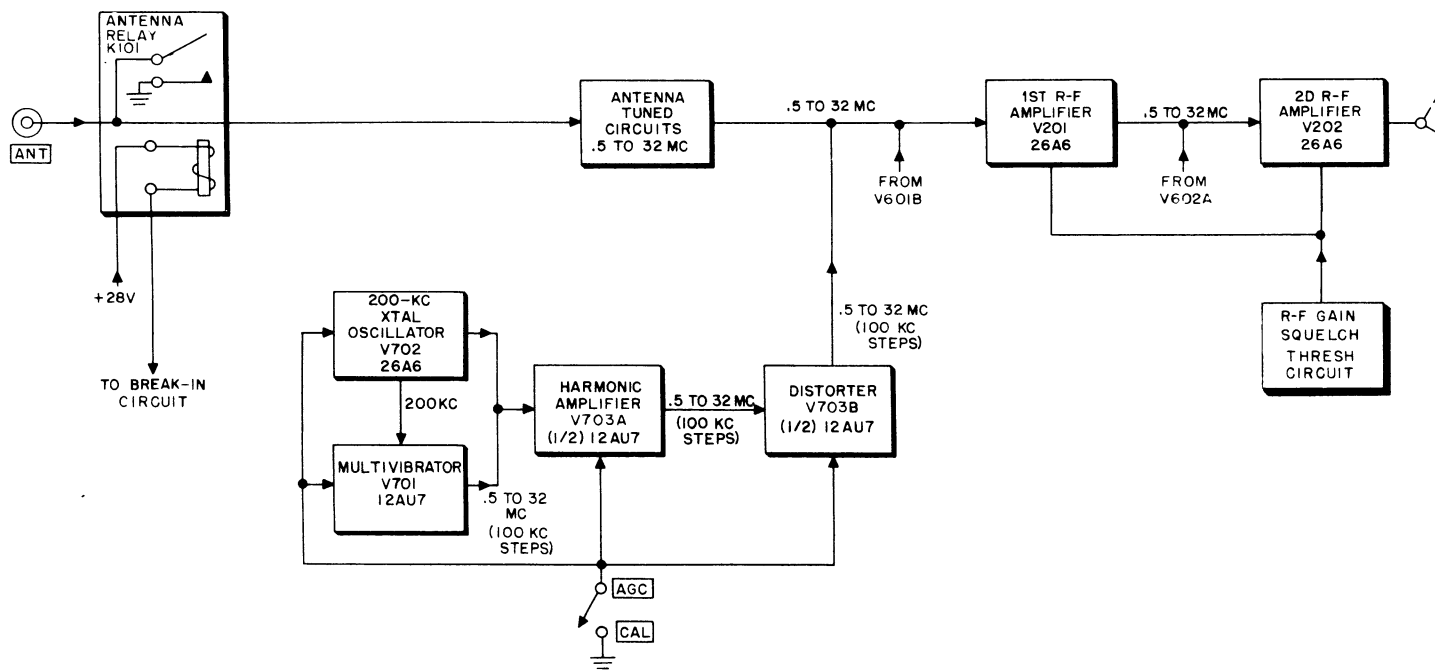 ANTENNA
RELAY
K101
ANT
+28V
TO BREAK-IN
CIRCUIT
ANTENNA
TUNED
CIRCUITS
.5 TO 32 MC
.5 TO 32 MC
FROM
V601B
1ST R-F
AMPLIFIER
V201
26A6
.5 TO 32 MC
FROM
V602A
2D R-F
AMPLIFIER
V202
26A6
R-F GAIN
SQUELCH
THRESH
CIRCUIT
200-KC
XTAL
OSCILLATOR
V702
26A6
200KC
MULTIVIBRATOR
V701
12AU7
.5 TO 32
MC
(100 KC
STEPS)
HARMONIC
AMPLIFIER
V703A
(1/2) 12AU7
.5 TO 32 MC
(100 KC
STEPS)
DISTORTER
V703B
(1/2) 12AU7
.5 TO 32 MC
(100 KC
STEPS)
AGC
CAL